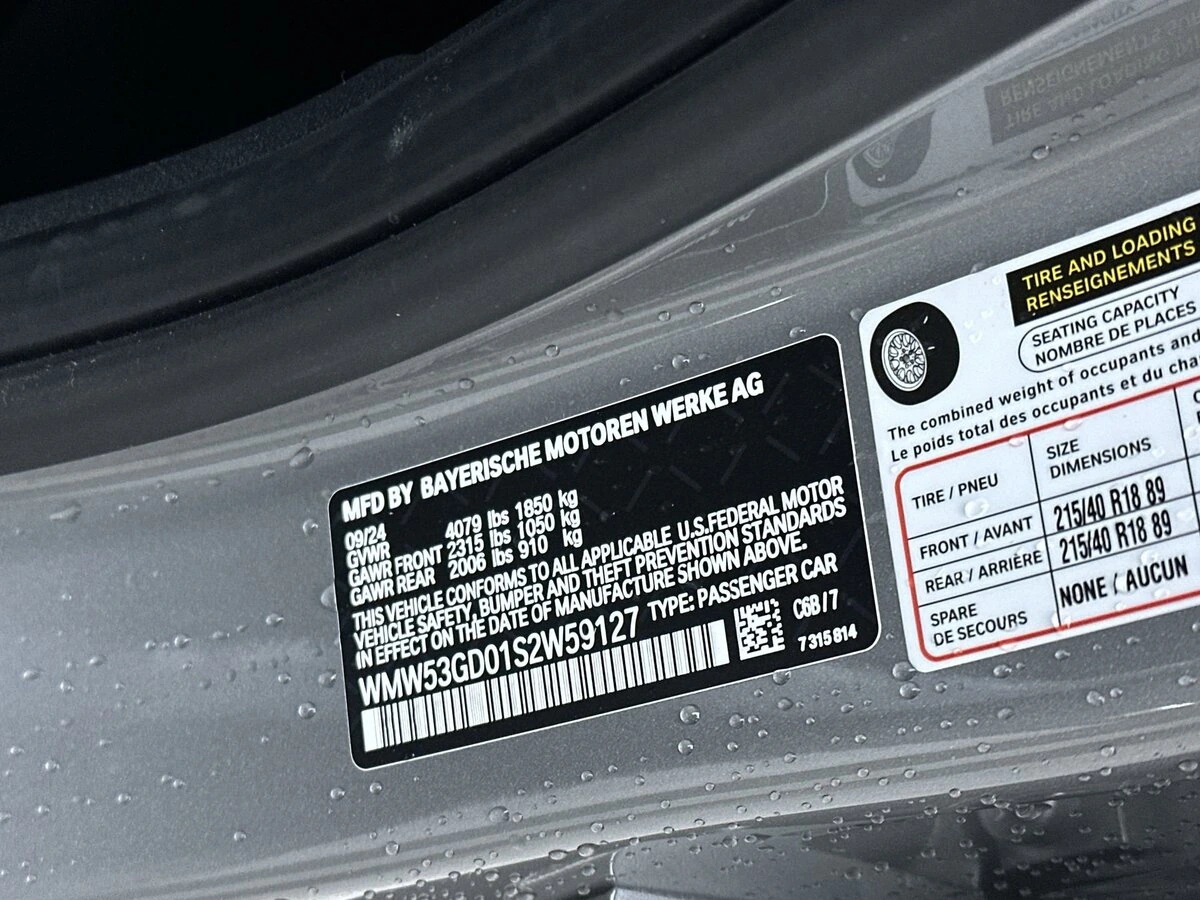 MFD BY BAYERISCHE MOTOREN WERKE AG
09/24
GVWR 4079 lbs 1850 kg
GAWR FRONT 2315 lbs 1050 kg
GAWR REAR 2006 lbs 910 kg
THIS VEHICLE CONFORMS TO ALL APPLICABLE U.S.FEDERAL MOTOR
VEHICLE SAFETY, BUMPER AND THEFT PREVENTION STANDARDS
IN EFFECT ON THE DATE OF MANUFACTURE SHOWN ABOVE.
WMW53GD01S2W59127 TYPE: PASSENGER CAR
C6B/7
7315814
TIRE AND LOADING
RENSEIGNEMENTS
SEATING CAPACITY
NOMBRE DE PLACES
The combined weight of occupants and
Le poids total des occupants et du
TIRE / PNEU
SIZE
DIMENSIONS
FRONT / AVANT 215/40 R18 89
REAR / ARRIÈRE 215/40 R18 89
SPARE
DE SECOURS
NONE / AUCUN
RENSEIGNEMENTS
TIRE AND LOADING